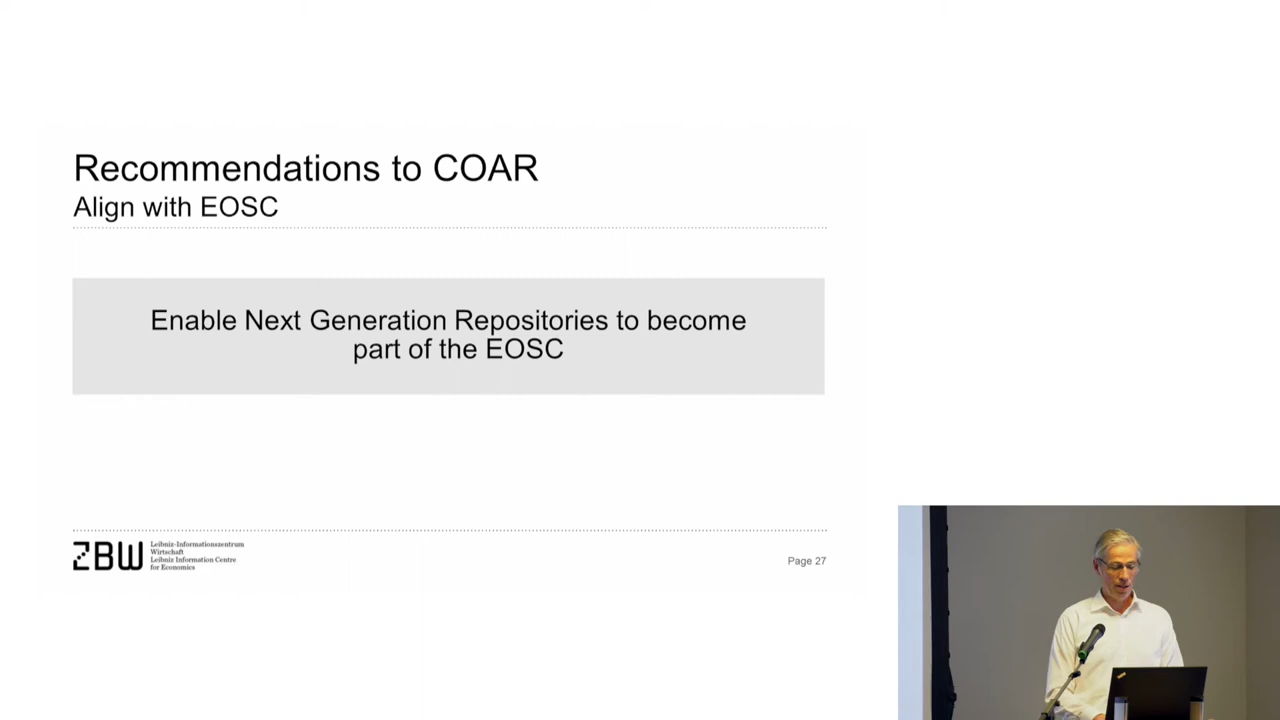 Recommendations to COAR
Align with EOSC
Enable Next Generation Repositories to become
part of the EOSC
ZBW
Leibniz-Informationszentrum
Wirtschaft
Leibniz Information Centre
for Economics
Page 27